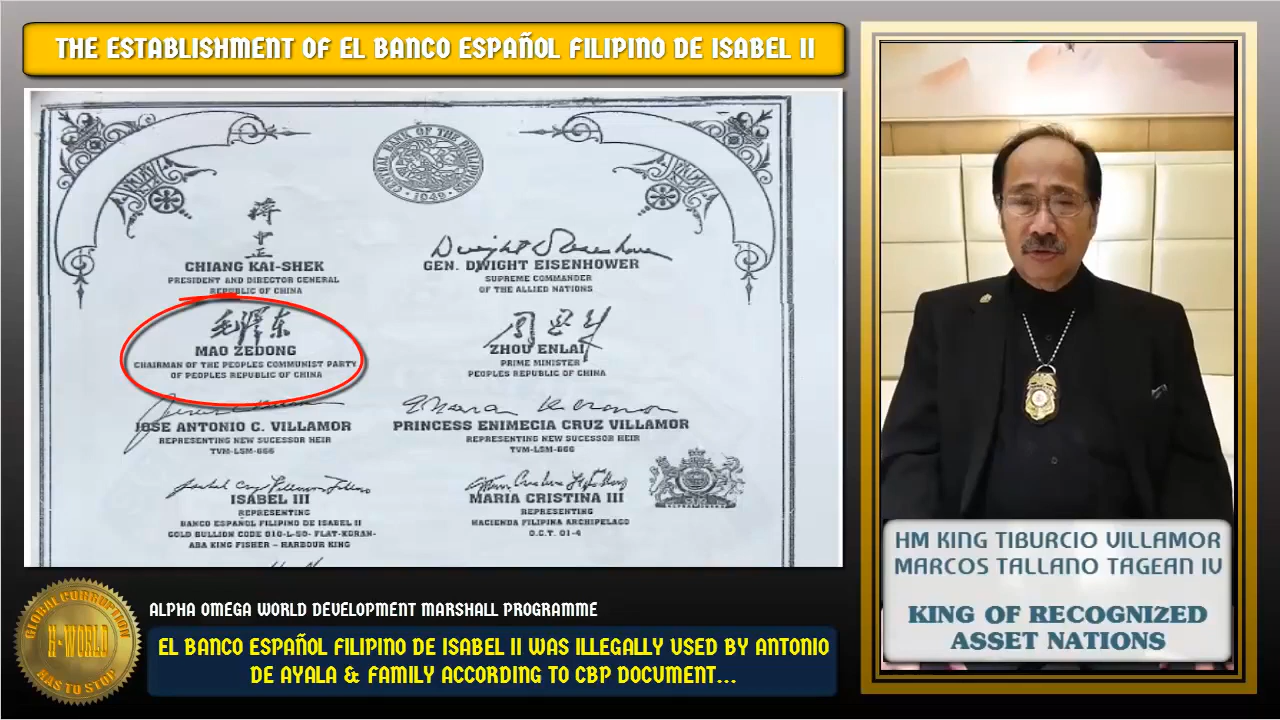 THE ESTABLISHMENT OF EL BANCO ESPAÑOL FILIPINO DE ISABEL II
CENTRAL BANK OF THE PHILIPPINES
1949
蔣中正
CHIANG KAI-SHEK
PRESIDENT AND DIRECTOR GENERAL
REPUBLIC OF CHINA
Dwight D Eisenhower
GEN. DWIGHT EISENHOWER
SUPREME COMMANDER
OF THE ALLIED NATIONS
毛澤东
MAO ZEDONG
CHAIRMAN OF THE PEOPLES COMMUNIST PARTY
OF PEOPLES REPUBLIC OF CHINA
周恩来
ZHOU ENLAI
PRIME MINISTER
PEOPLES REPUBLIC OF CHINA
JOSE ANTONIO C. VILLAMOR
REPRESENTING NEW SUCESSOR HEIR
TVM-LSM-666
PRINCESS ENIMECIA CRUZ VILLAMOR
REPRESENTING NEW SUCESSOR HEIR
TVM-LSM-666
ISABEL III
REPRESENTING
BANCO ESPAÑOL FILIPINO DE ISABEL II
GOLD BULLION CODE 010-L-50- FLAT-KORAN-
ABA KING FISHER – HARBOUR KING
MARIA CRISTINA III
REPRESENTING
HACIENDA FILIPINA ARCHIPELAGO
O.C.T. 01-4
HM KING TIBURCIO VILLAMOR
MARCOS TALLANO TAGEAN IV
KING OF RECOGNIZED
ASSET NATIONS
GLOBAL CORRUPTION
M-WORLD
HAS TO STOP
ALPHA OMEGA WORLD DEVELOPMENT MARSHALL PROGRAMME
EL BANCO ESPAÑOL FILIPINO DE ISABEL II WAS ILLEGALLY USED BY ANTONIO
DE AYALA & FAMILY ACCORDING TO CBP DOCUMENT...